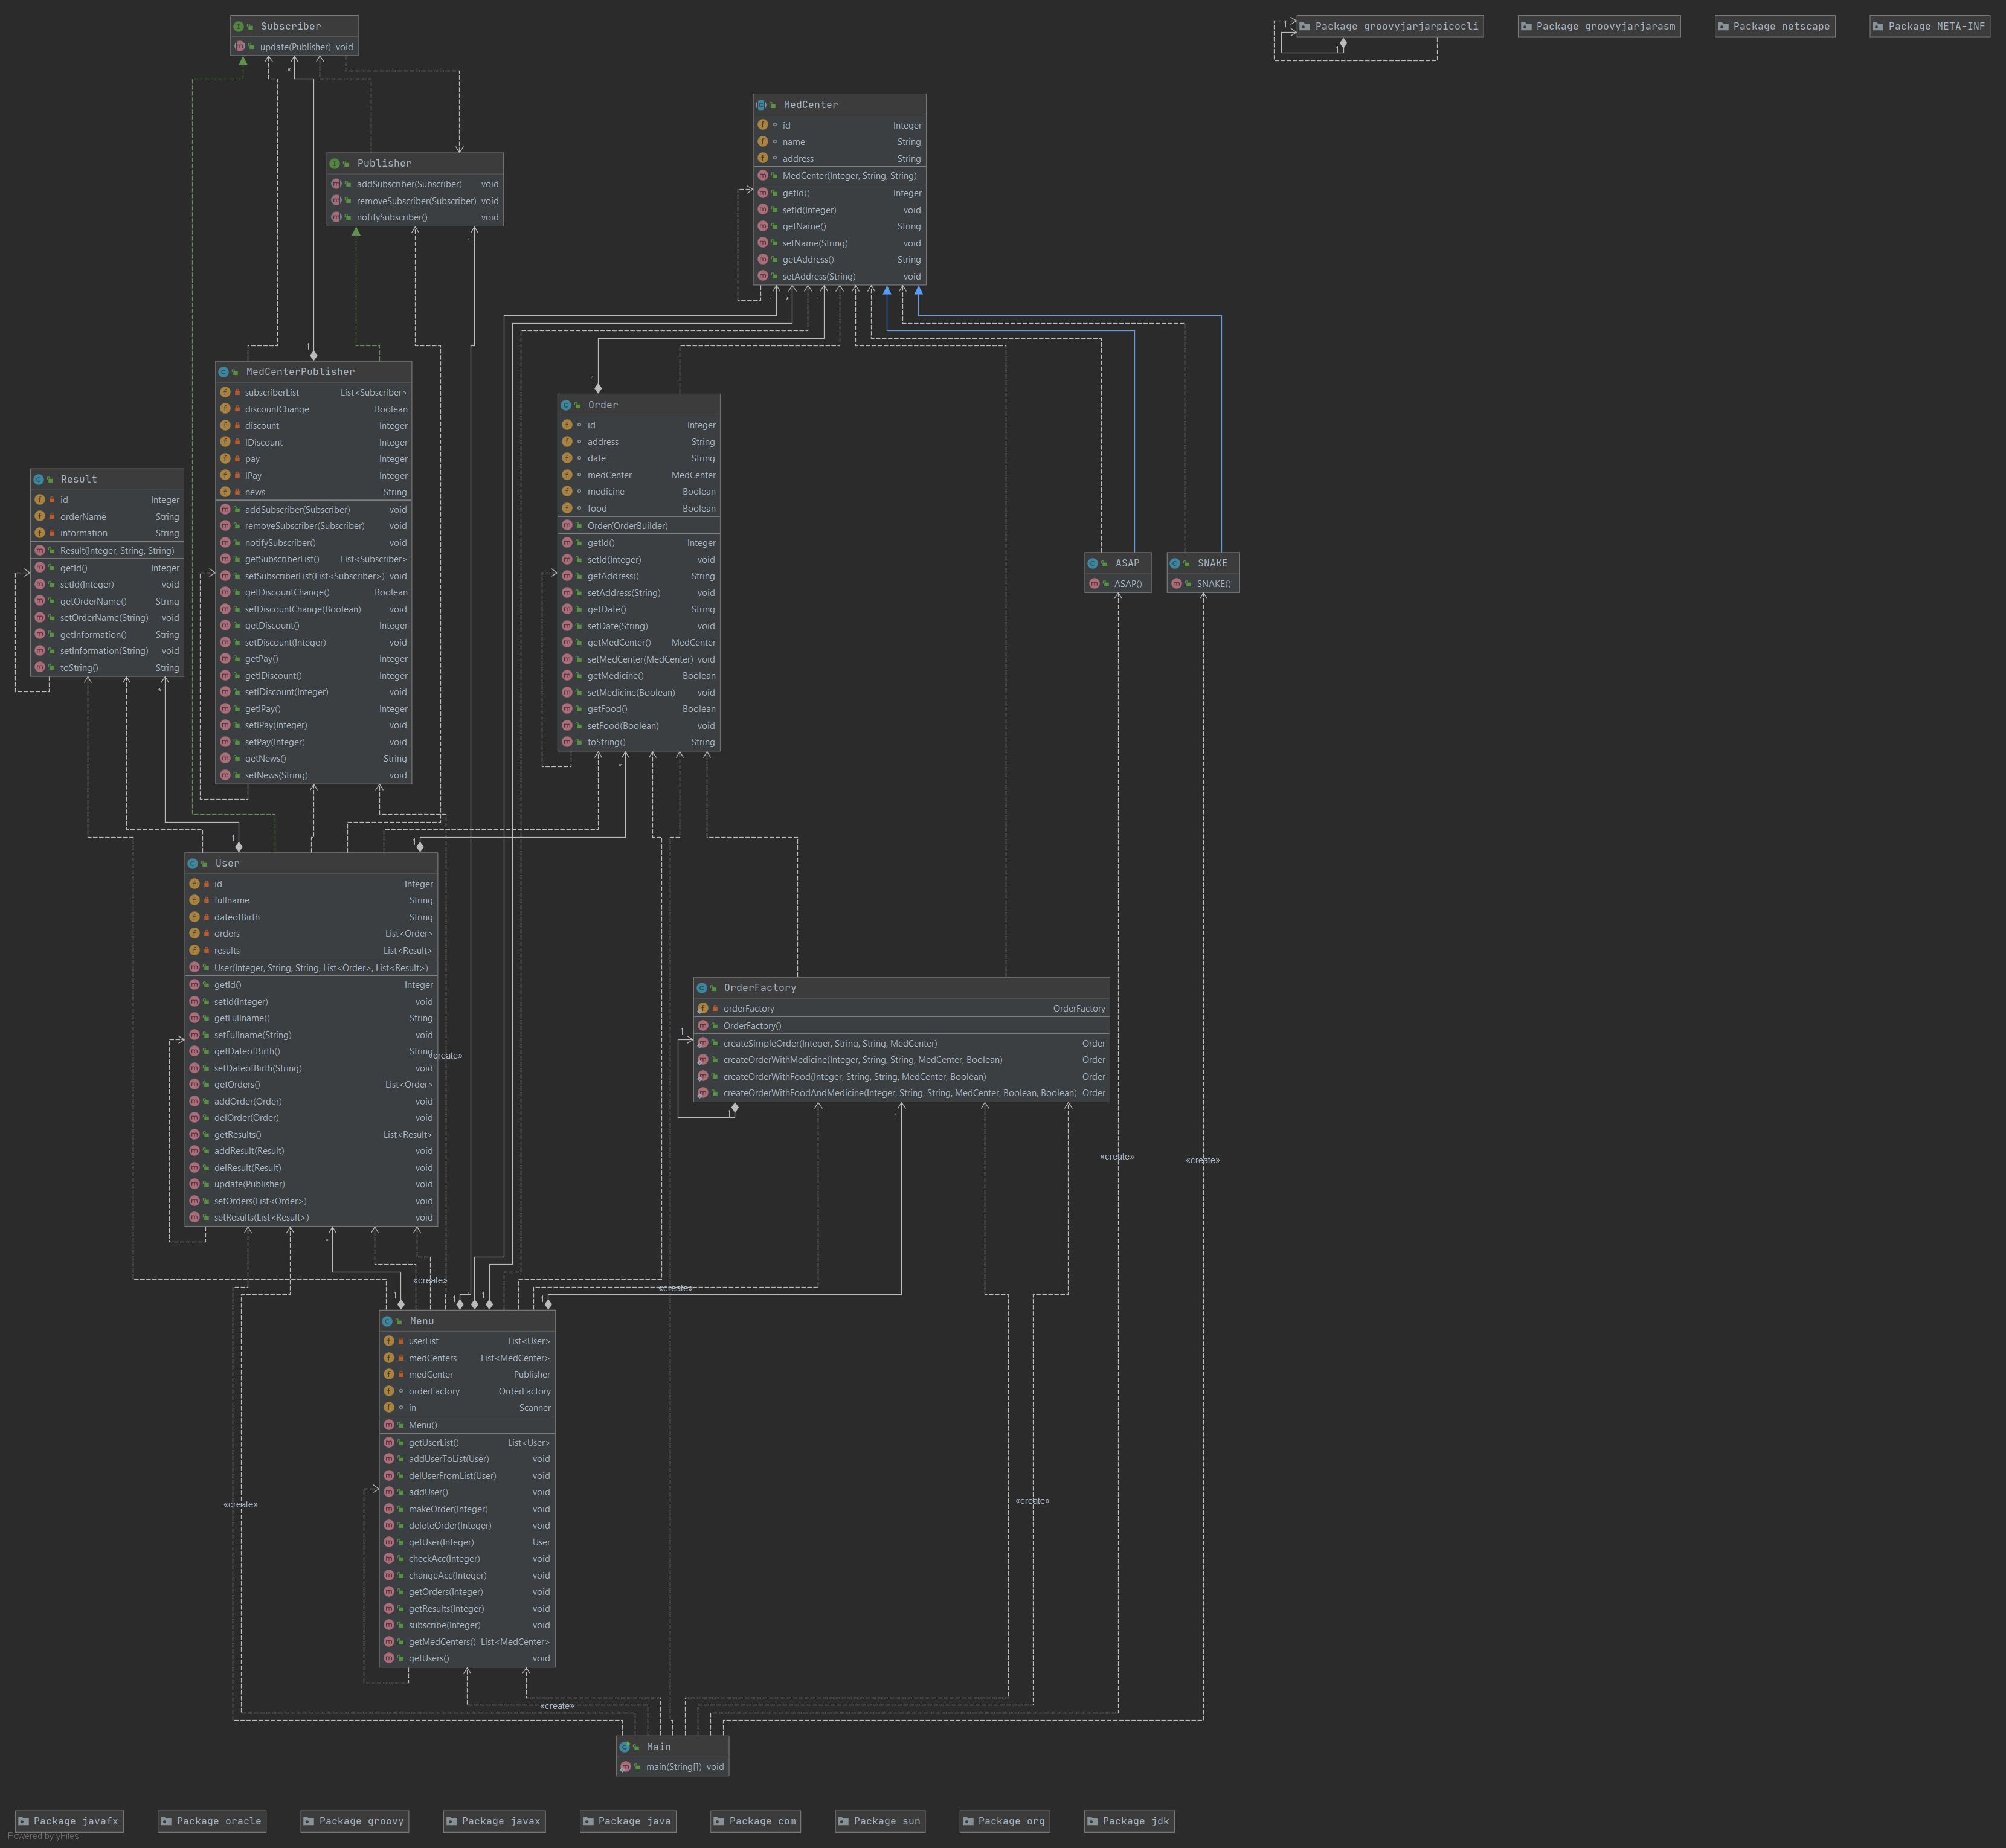 Subscriber
update(Publisher) void
Package groovyjarjarpicocli
Package groovyjarjarasm
Package netscape
Package META-INF
1
1
*
Publisher
addSubscriber(Subscriber) void
removeSubscriber(Subscriber) void
notifySubscriber() void
1
MedCenter
id Integer
name String
address String
MedCenter(Integer, String, String)
getId() Integer
setId(Integer) void
getName() String
setName(String) void
getAddress() String
setAddress(String) void
1
*
1
1
MedCenterPublisher
subscriberList List<Subscriber>
discountChange Boolean
discount Integer
lDiscount Integer
pay Integer
lPay Integer
news String
addSubscriber(Subscriber) void
removeSubscriber(Subscriber) void
notifySubscriber() void
getSubscriberList() List<Subscriber>
setSubscriberList(List<Subscriber>) void
getDiscountChange() Boolean
setDiscountChange(Boolean) void
getDiscount() Integer
setDiscount(Integer) void
getPay() Integer
getlDiscount() Integer
setlDiscount(Integer) void
getlPay() Integer
setlPay(Integer) void
setPay(Integer) void
getNews() String
setNews(String) void
1
Order
id Integer
address String
date String
medCenter MedCenter
medicine Boolean
food Boolean
Order(OrderBuilder)
getId() Integer
setId(Integer) void
getAddress() String
setAddress(String) void
getDate() String
setDate(String) void
getMedCenter() MedCenter
setMedCenter(MedCenter) void
getMedicine() Boolean
setMedicine(Boolean) void
getFood() Boolean
setFood(Boolean) void
toString() String
*
Result
id Integer
orderName String
information String
Result(Integer, String, String)
getId() Integer
setId(Integer) void
getOrderName() String
setOrderName(String) void
getInformation() String
setInformation(String) void
toString() String
*
ASAP
ASAP()
SNAKE
SNAKE()
1
1
User
id Integer
fullname String
dateofBirth String
orders List<Order>
results List<Result>
User(Integer, String, String, List<Order>, List<Result>)
getId() Integer
setId(Integer) void
getFullname() String
setFullname(String) void
getDateofBirth() String
setDateofBirth(String) void
getOrders() List<Order>
addOrder(Order) void
delOrder(Order) void
getResults() List<Result>
addResult(Result) void
delResult(Result) void
update(Publisher) void
setOrders(List<Order>) void
setResults(List<Result>) void
*
«create»
OrderFactory
orderFactory OrderFactory
OrderFactory()
createSimpleOrder(Integer, String, String, MedCenter) Order
createOrderWithMedicine(Integer, String, String, MedCenter, Boolean) Order
createOrderWithFood(Integer, String, String, MedCenter, Boolean) Order
createOrderWithFoodAndMedicine(Integer, String, String, MedCenter, Boolean, Boolean) Order
1
1
1
«create»
«create»
«create»
«create»
1
1
1
1
1
Menu
userList List<User>
medCenters List<MedCenter>
medCenter Publisher
orderFactory OrderFactory
in Scanner
Menu()
getUserList() List<User>
addUserToList(User) void
delUserFromList(User) void
addUser() void
makeOrder(Integer) void
deleteOrder(Integer) void
getUser(Integer) User
checkAcc(Integer) void
changeAcc(Integer) void
getOrders(Integer) void
getResults(Integer) void
subscribe(Integer) void
getMedCenters() List<MedCenter>
getUsers() void
«create»
«create»
«create»
Main
main(String[]) void
Package javafx
Package oracle
Package groovy
Package javax
Package java
Package com
Package sun
Package org
Package jdk
Powered by yFiles